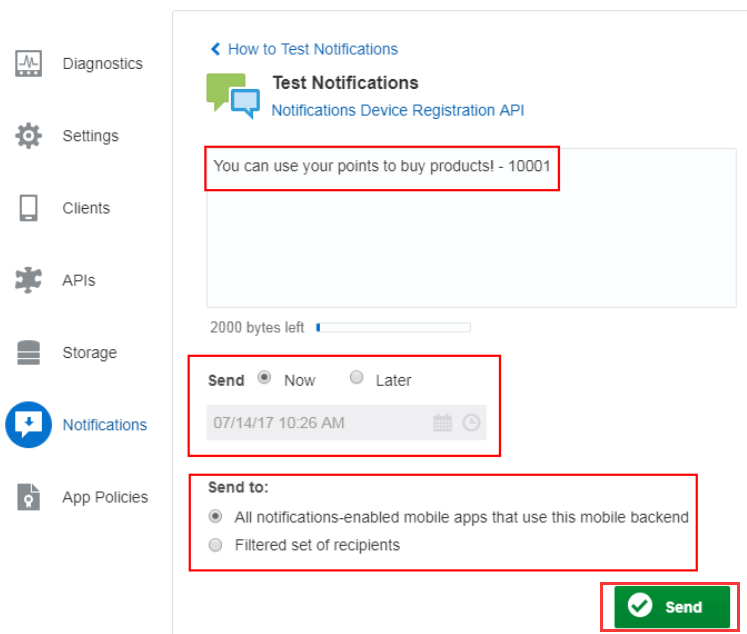 Diagnostics
Settings
Clients
APIs
Storage
Notifications
App Policies
How to Test Notifications
Test Notifications
Notifications Device Registration API
You can use your points to buy products! - 10001
2000 bytes left
Send Now Later
07/14/17 10:26 AM
Send to:
All notifications-enabled mobile apps that use this mobile backend
Filtered set of recipients
Send